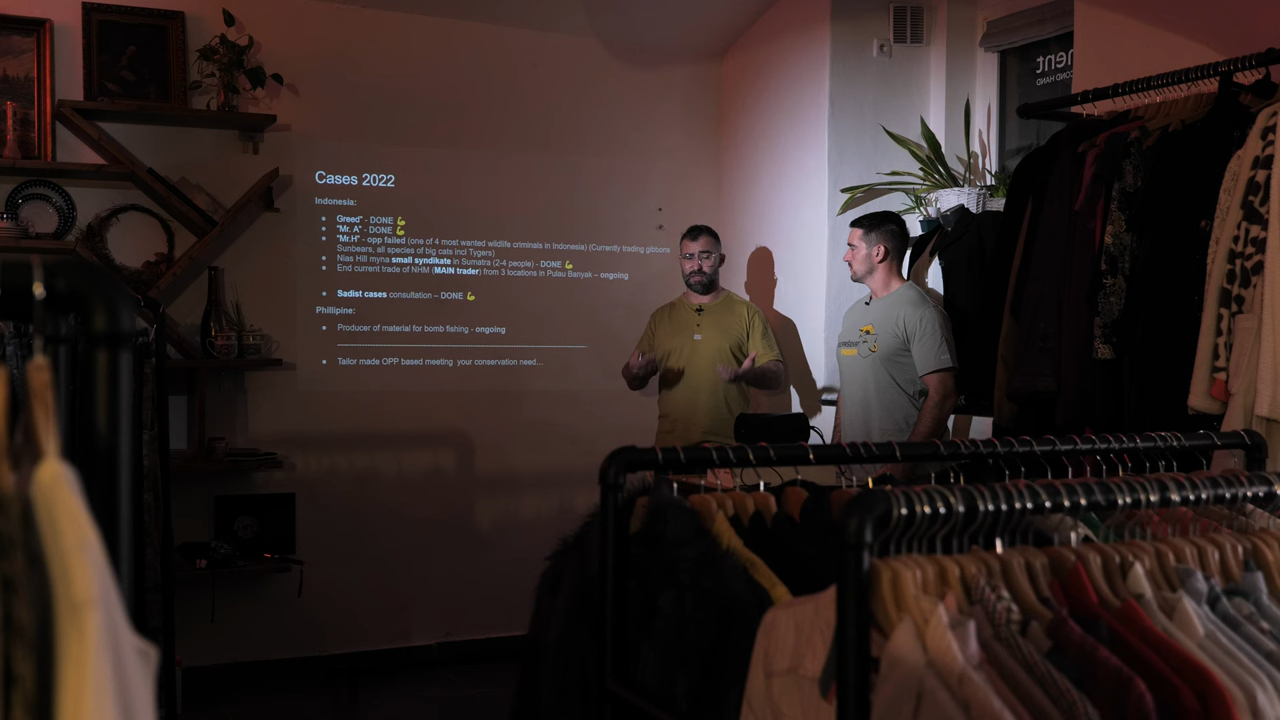 Cases 2022
Indonesia:
Greed" - DONE 💪
"Mr. A" - DONE 💪
"Mr.H" - opp failed (one of 4 most wanted wildlife criminals in Indonesia) (Currently trading gibbons
Sunbears, all species of big cats incl Tygers)
Nias Hill myna small syndikate in Sumatra (2-4 people) - DONE 💪
End current trade of NHM (MAIN trader) from 3 locations in Pulau Banyak – ongoing
Sadist cases consultation – DONE 💪
Phillipine:
Producer of material for bomb fishing - ongoing
Tailor made OPP based meeting your conservation need...
ment
COND HAND